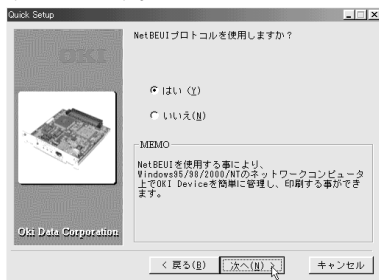 Quick Setup
NetBEUIプロトコルを使用しますか？
OKI
はい (Y)
いいえ(N)
MEMO
NetBEUIを使用する事により、
Windows95/98/2000/NTのネットワークコンピュータ
上でOKI Deviceを簡単に管理し、印刷する事ができ
ます。
Oki Data Corporation
< 戻る(B) 次へ(N) > キャンセル